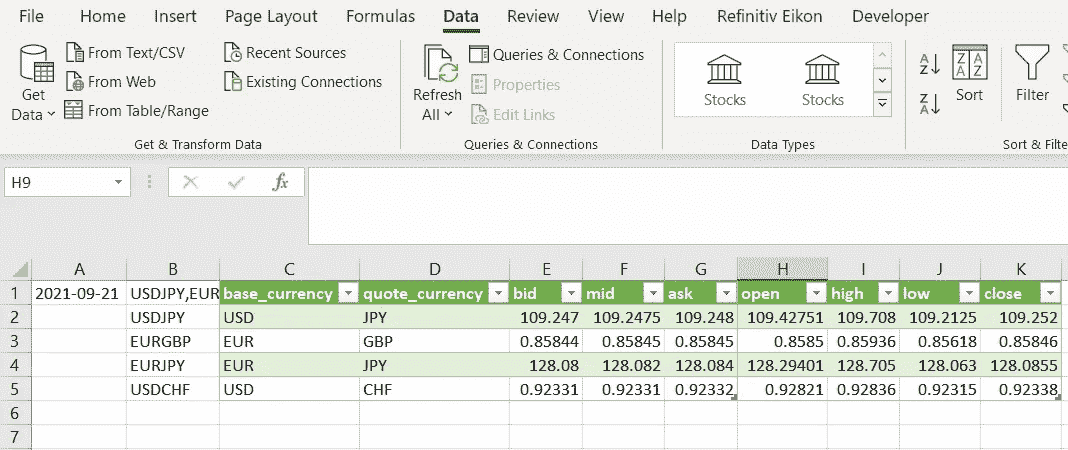 File Home Insert Page Layout Formulas Data Review View Help Refinitiv Eikon Developer
Get Data
From Text/CSV
From Web
From Table/Range
Recent Sources
Existing Connections
Get & Transform Data
Refresh All
Queries & Connections
Properties
Edit Links
Queries & Connections
Stocks Stocks
Data Types
Sort
Filter
Sort & Filte
H9
fx
A B C D E F G H I J K
1 2021-09-21 USDJPY,EUR base_currency quote_currency bid mid ask open high low close
2 USDJPY USD JPY 109.247 109.2475 109.248 109.42751 109.708 109.2125 109.252
3 EURGBP EUR GBP 0.85844 0.85845 0.85845 0.8585 0.85936 0.85618 0.85846
4 EURJPY EUR JPY 128.08 128.082 128.084 128.29401 128.705 128.063 128.0855
5 USDCHF USD CHF 0.92331 0.92331 0.92332 0.92821 0.92836 0.92315 0.92338
6
7